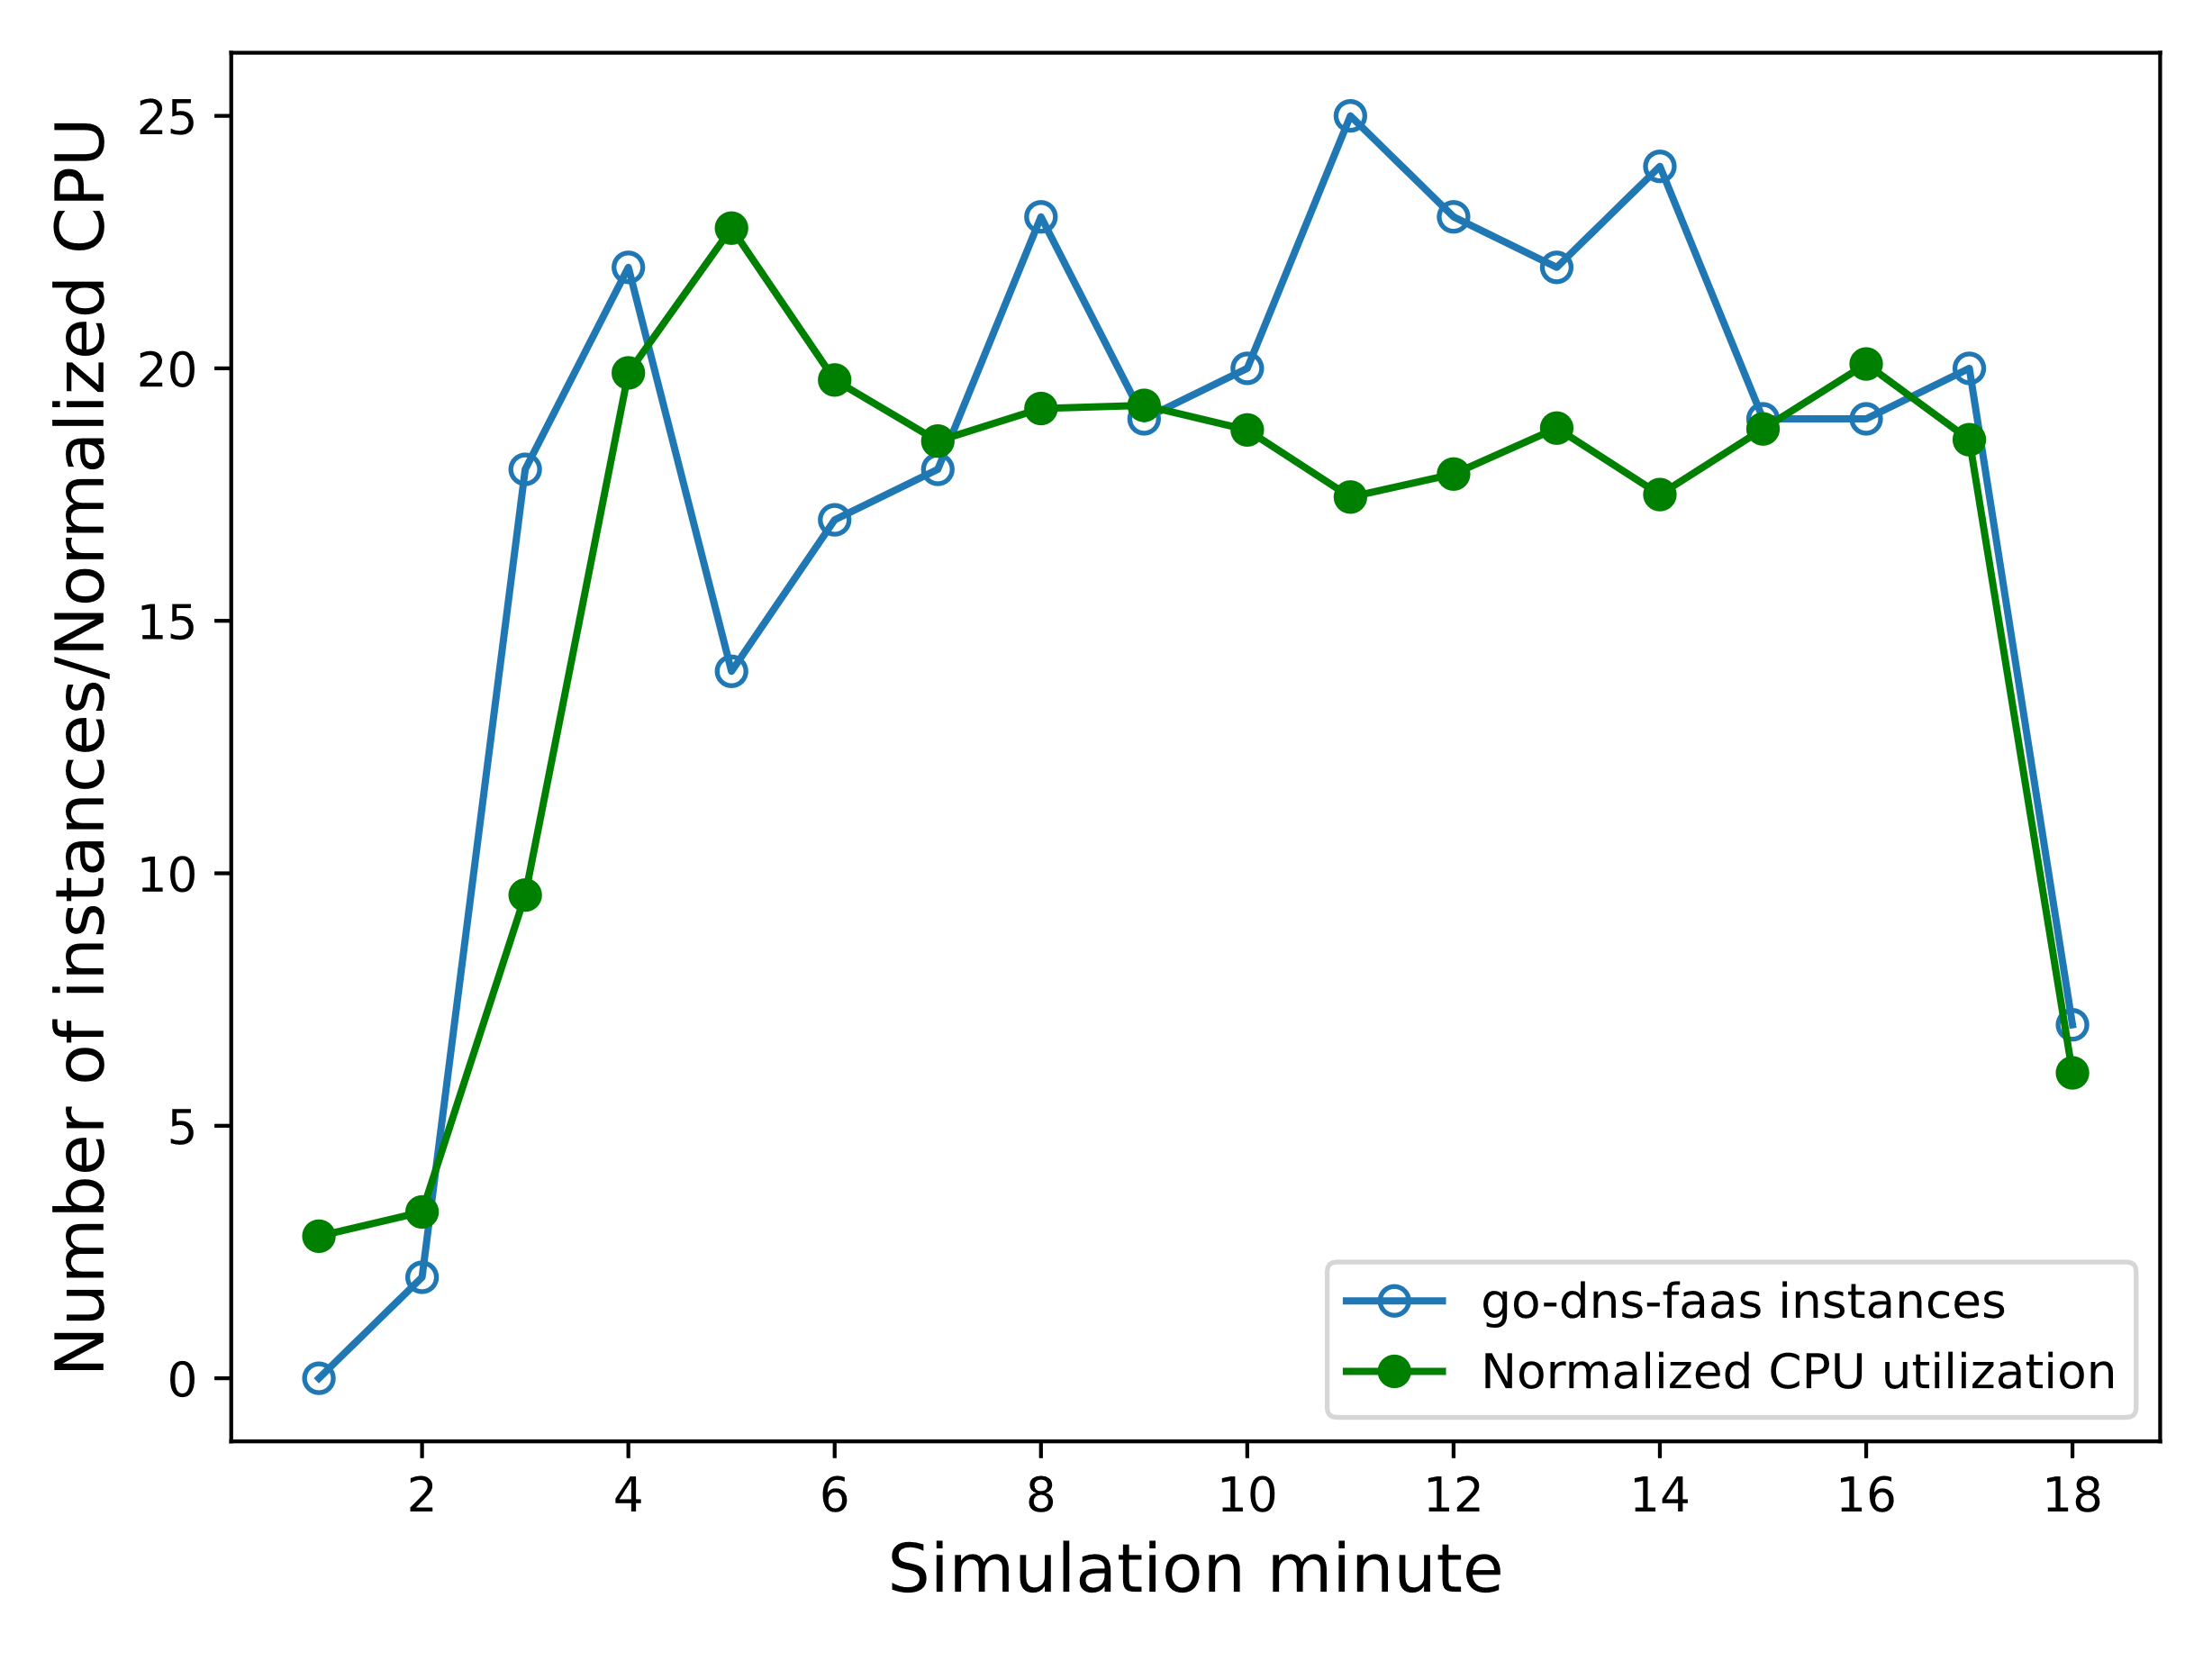 Number of instances/Normalized CPU
25
20
15
10
5
0
go-dns-faas instances
Normalized CPU utilization
2 4 6 8 10 12 14 16 18
Simulation minute